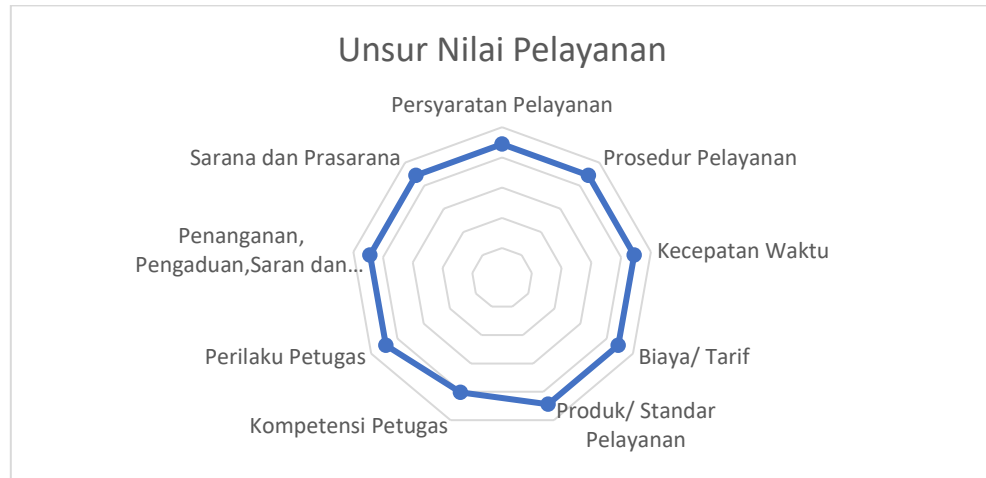 Unsur Nilai Pelayanan
Persyaratan Pelayanan
Prosedur Pelayanan
Kecepatan Waktu
Biaya/ Tarif
Produk/ Standar
Pelayanan
Kompetensi Petugas
Perilaku Petugas
Penanganan,
Pengaduan,Saran dan...
Sarana dan Prasarana